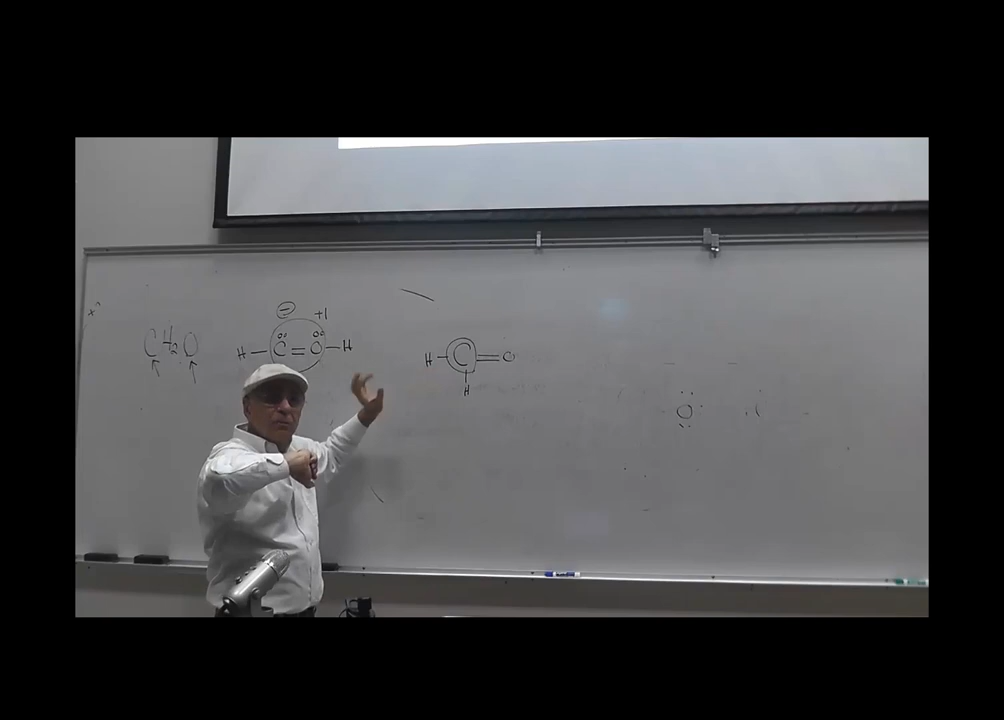 CH₂O
⊖ +1
H — C = O — H
H — C = O
H
O